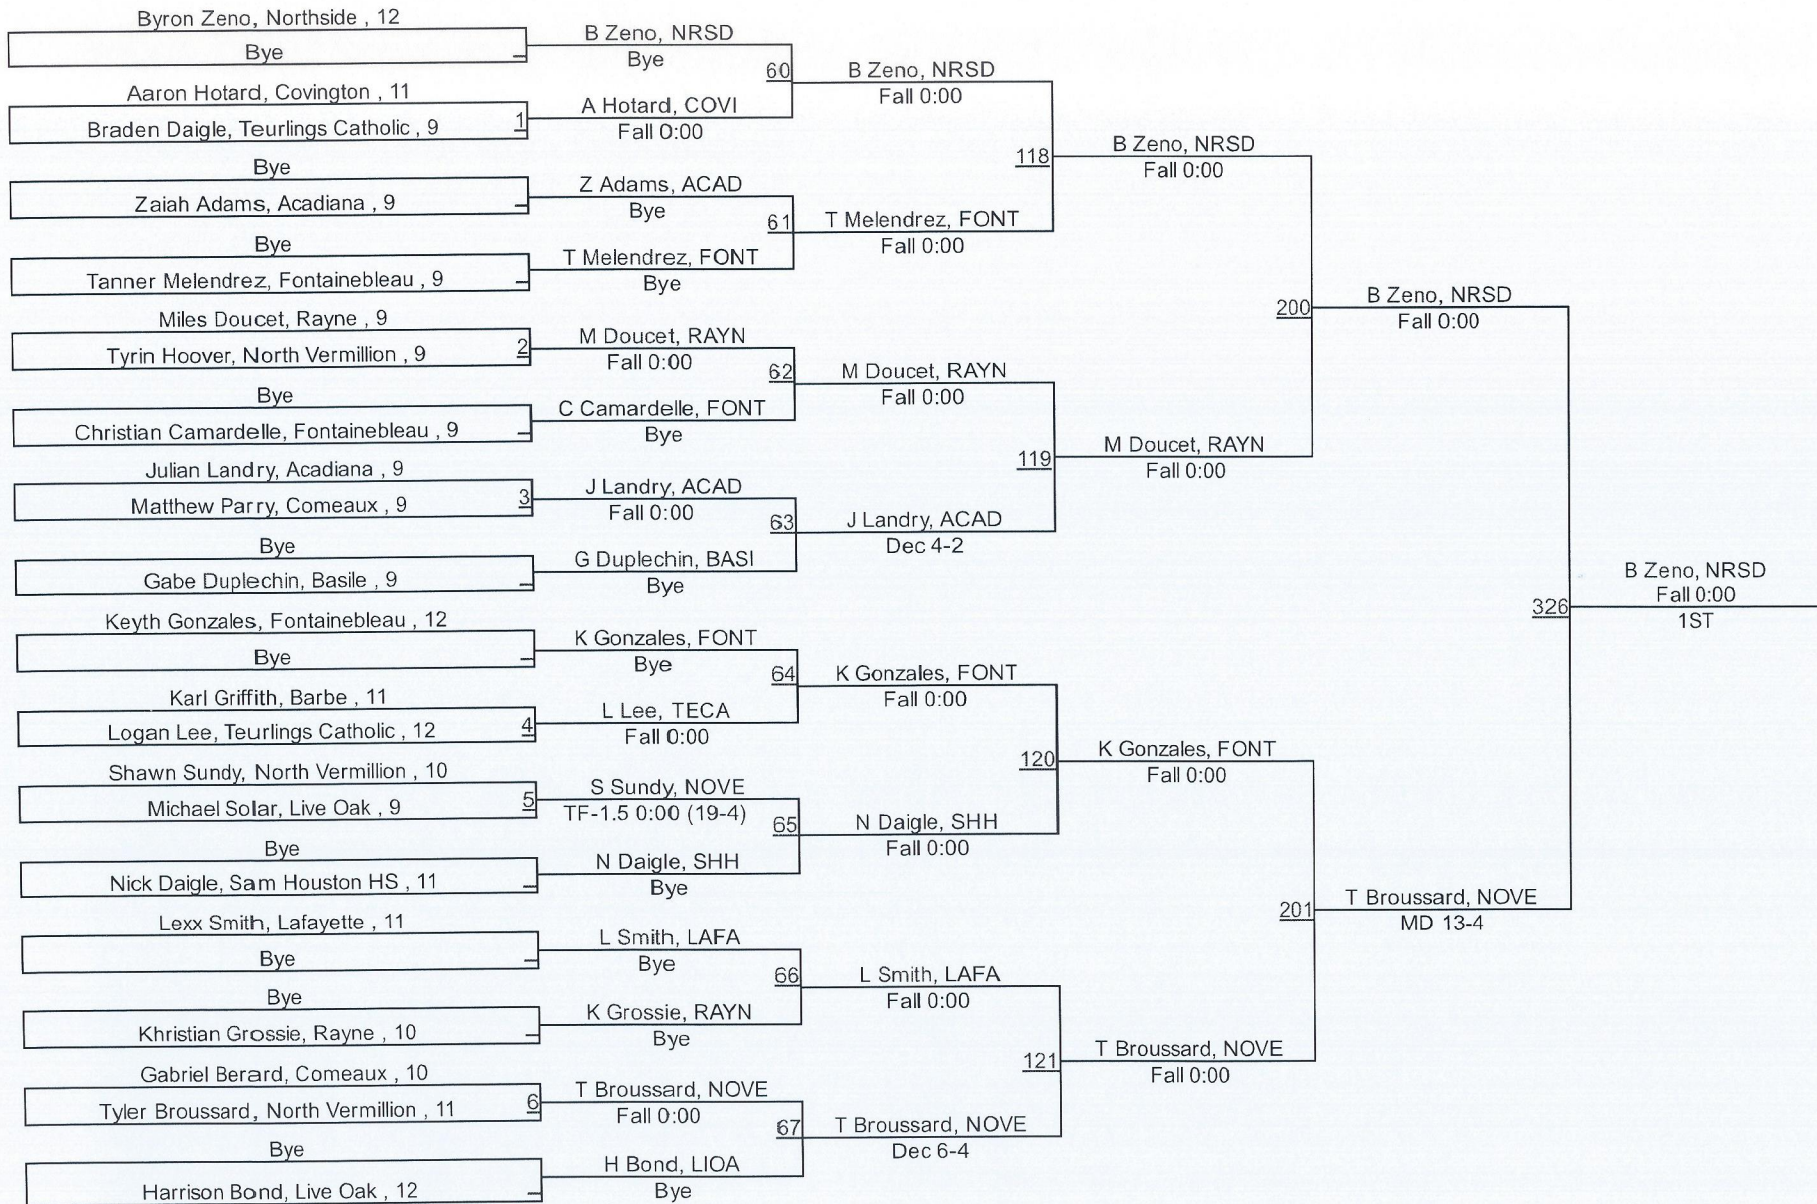 Byron Zeno, Northside , 12
Bye
Aaron Hotard, Covington , 11
1
Braden Daigle, Teurlings Catholic , 9
Bye
Zaiah Adams, Acadiana , 9
Bye
Tanner Melendrez, Fontainebleau , 9
Miles Doucet, Rayne , 9
2
Tyrin Hoover, North Vermillion , 9
Bye
Christian Camardelle, Fontainebleau , 9
Julian Landry, Acadiana , 9
3
Matthew Parry, Comeaux , 9
Bye
Gabe Duplechin, Basile , 9
Keyth Gonzales, Fontainebleau , 12
Bye
Karl Griffith, Barbe , 11
4
Logan Lee, Teurlings Catholic , 12
Shawn Sundy, North Vermillion , 10
5
Michael Sollar, Live Oak , 9
Bye
Nick Daigle, Sam Houston HS , 11
Lexx Smith, Lafayette , 11
Bye
Bye
Khristian Grossie, Rayne , 10
Gabriel Berard, Comeaux , 10
6
Tyler Broussard, North Vermillion , 11
Bye
Harrison Bond, Live Oak , 12
B Zeno, NRSD
Bye
60
A Hotard, COVI
Fall 0:00
Z Adams, ACAD
Bye
61
T Melendrez, FONT
Bye
M Doucet, RAYN
Fall 0:00
62
C Camardelle, FONT
Bye
J Landry, ACAD
Fall 0:00
63
G Duplechin, BASI
Bye
K Gonzales, FONT
Bye
64
L Lee, TECA
Fall 0:00
S Sundy, NOVE
TF-1.5 0:00 (19-4)
65
N Daigle, SHH
Bye
L Smith, LAFA
Bye
66
K Grossie, RAYN
Bye
T Broussard, NOVE
Fall 0:00
67
H Bond, LIOA
Bye
B Zeno, NRSD
Fall 0:00
118
T Melendrez, FONT
Fall 0:00
M Doucet, RAYN
Fall 0:00
119
J Landry, ACAD
Dec 4-2
K Gonzales, FONT
Fall 0:00
120
N Daigle, SHH
Fall 0:00
L Smith, LAFA
Fall 0:00
121
T Broussard, NOVE
Dec 6-4
B Zeno, NRSD
Fall 0:00
200
M Doucet, RAYN
Fall 0:00
K Gonzales, FONT
Fall 0:00
201
T Broussard, NOVE
Fall 0:00
B Zeno, NRSD
Fall 0:00
326
T Broussard, NOVE
MD 13-4
B Zeno, NRSD
Fall 0:00
1ST